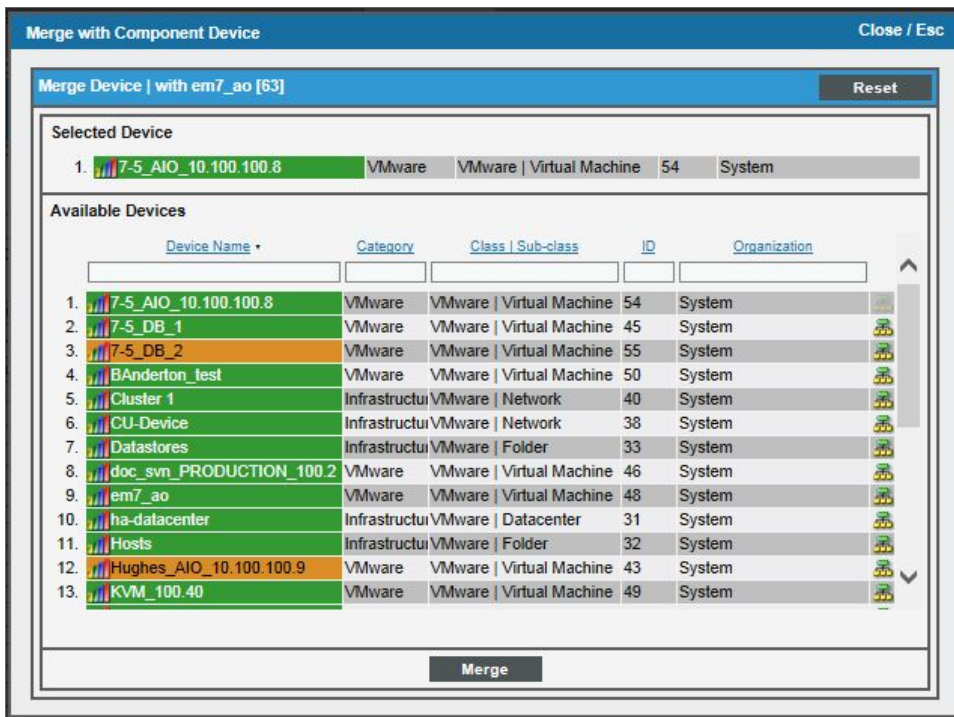 Merge with Component Device Close / Esc
Merge Device | with em7_ao [63] Reset
Selected Device
1. 7-5_AIO_10.100.100.8 VMware VMware | Virtual Machine 54 System
Available Devices
Device Name Category Class | Sub-class ID Organization
1. 7-5_AIO_10.100.100.8 VMware VMware | Virtual Machine 54 System
2. 7-5_DB_1 VMware VMware | Virtual Machine 45 System
3. 7-5_DB_2 VMware VMware | Virtual Machine 55 System
4. BAnderton_test VMware VMware | Virtual Machine 50 System
5. Cluster 1 Infrastructu VMware | Network 40 System
6. CU-Device Infrastructu VMware | Network 38 System
7. Datastores Infrastructu VMware | Folder 33 System
8. doc_svn_PRODUCTION_100.2 VMware VMware | Virtual Machine 46 System
9. em7_ao VMware VMware | Virtual Machine 48 System
10. ha-datacenter Infrastructu VMware | Datacenter 31 System
11. Hosts Infrastructu VMware | Folder 32 System
12. Hughes_AIO_10.100.100.9 VMware VMware | Virtual Machine 43 System
13. KVM_100.40 VMware VMware | Virtual Machine 49 System
Merge